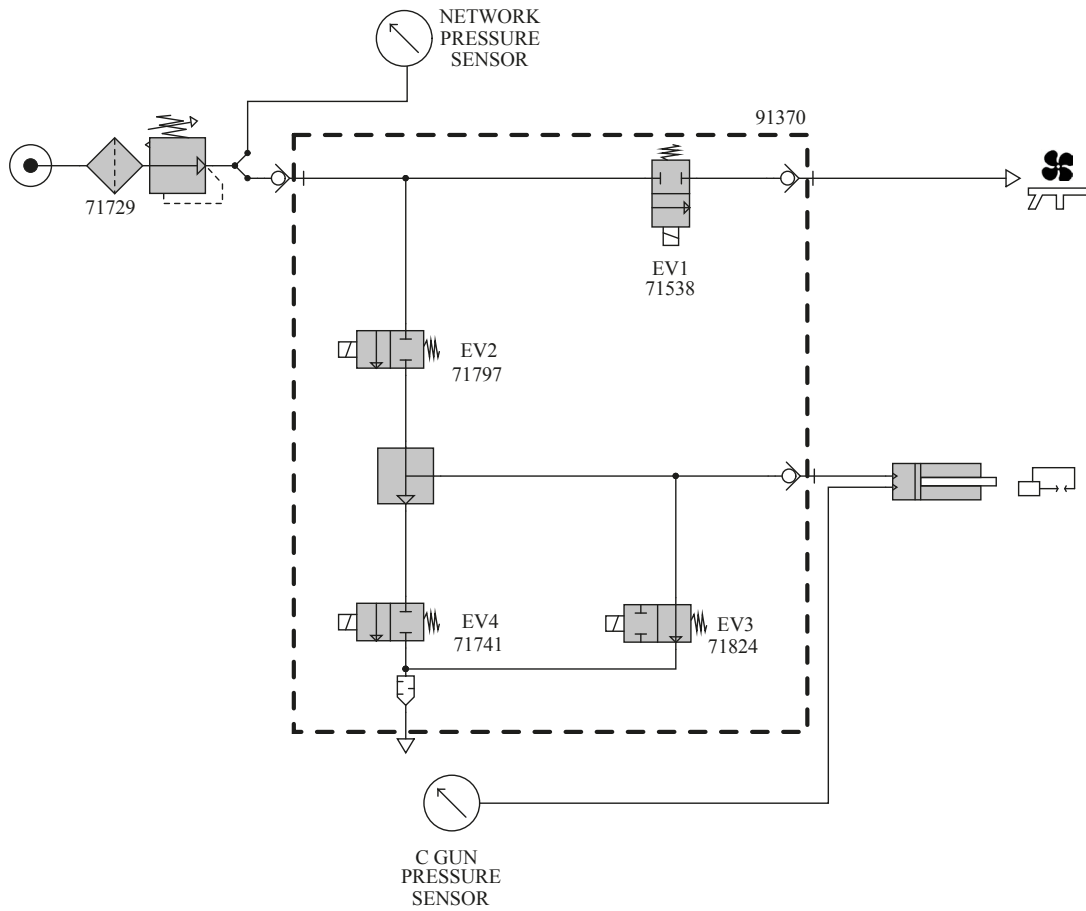 NETWORK
PRESSURE
SENSOR
91370
71729
EV1
71538
EV2
71797
EV4
71741
EV3
71824
C GUN
PRESSURE
SENSOR